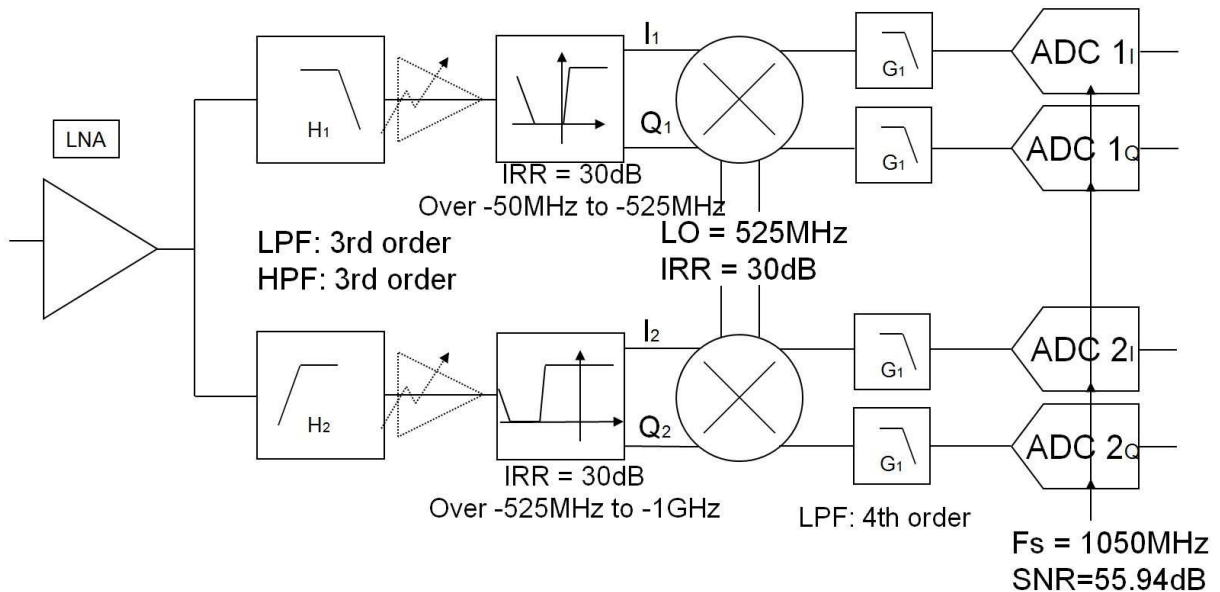 I1
G1
ADC 1I
LNA
H1
Q1
G1
ADC 1Q
IRR = 30dB
Over -50MHz to -525MHz
LPF: 3rd order
HPF: 3rd order
LO = 525MHz
IRR = 30dB
I2
G1
ADC 2I
H2
Q2
G1
ADC 2Q
IRR = 30dB
Over -525MHz to -1GHz
LPF: 4th order
Fs = 1050MHz
SNR=55.94dB